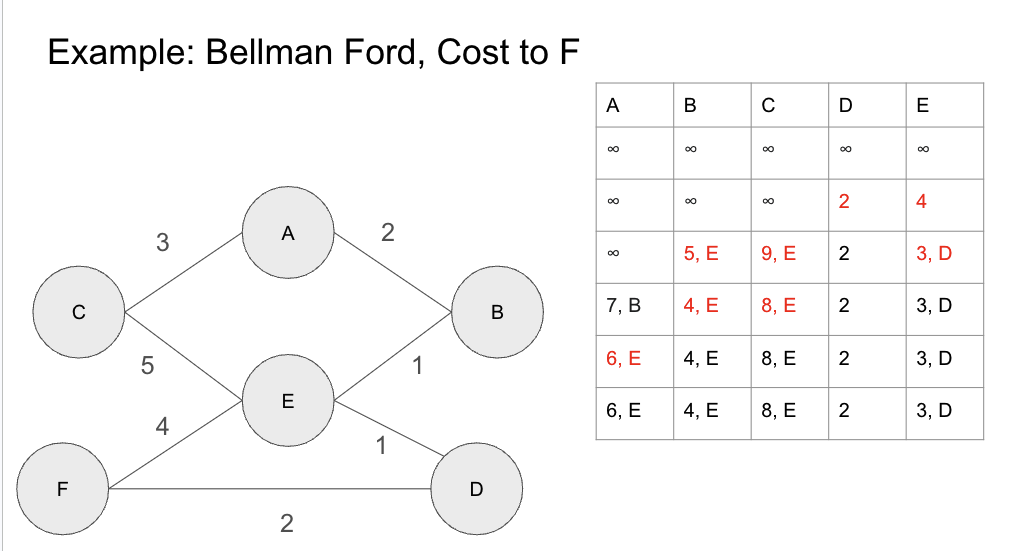 Example: Bellman Ford, Cost to F
A B C D E
∞ ∞ ∞ ∞ ∞
∞ ∞ ∞ 2 4
∞ 5, E 9, E 2 3, D
7, B 4, E 8, E 2 3, D
6, E 4, E 8, E 2 3, D
6, E 4, E 8, E 2 3, D
A
3
2
C
B
5
1
E
4
1
F
D
2